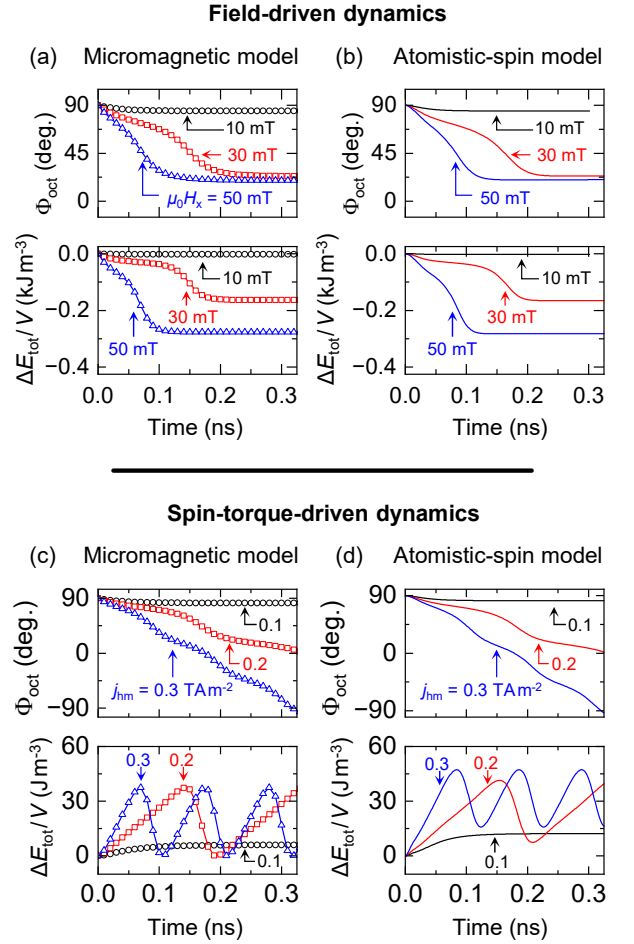 Field-driven dynamics
(a) Micromagnetic model
(b) Atomistic-spin model
Φoct (deg.)
90
45
0
10 mT
30 mT
μ0Hx = 50 mT
10 mT
30 mT
50 mT
ΔEtot/V (kJ m-3)
0.0
−0.2
−0.4
10 mT
30 mT
50 mT
ΔEtot/V (kJ m-3)
0.0
−0.2
−0.4
10 mT
30 mT
50 mT
0.0 0.1 0.2 0.3
Time (ns)
Φoct (deg.)
90
45
0
0.0 0.1 0.2 0.3
Time (ns)
Spin-torque-driven dynamics
(c) Micromagnetic model
(d) Atomistic-spin model
Φoct (deg.)
90
0
−90
0.1
0.2
jhm = 0.3 TA m-2
Φoct (deg.)
90
0
−90
0.1
0.2
jhm = 0.3 TA m-2
ΔEtot/V (J m-3)
60
30
0
0.3
0.2
0.1
0.0 0.1 0.2 0.3
Time (ns)
ΔEtot/V (J m-3)
60
30
0
0.3
0.2
0.1
0.0 0.1 0.2 0.3
Time (ns)